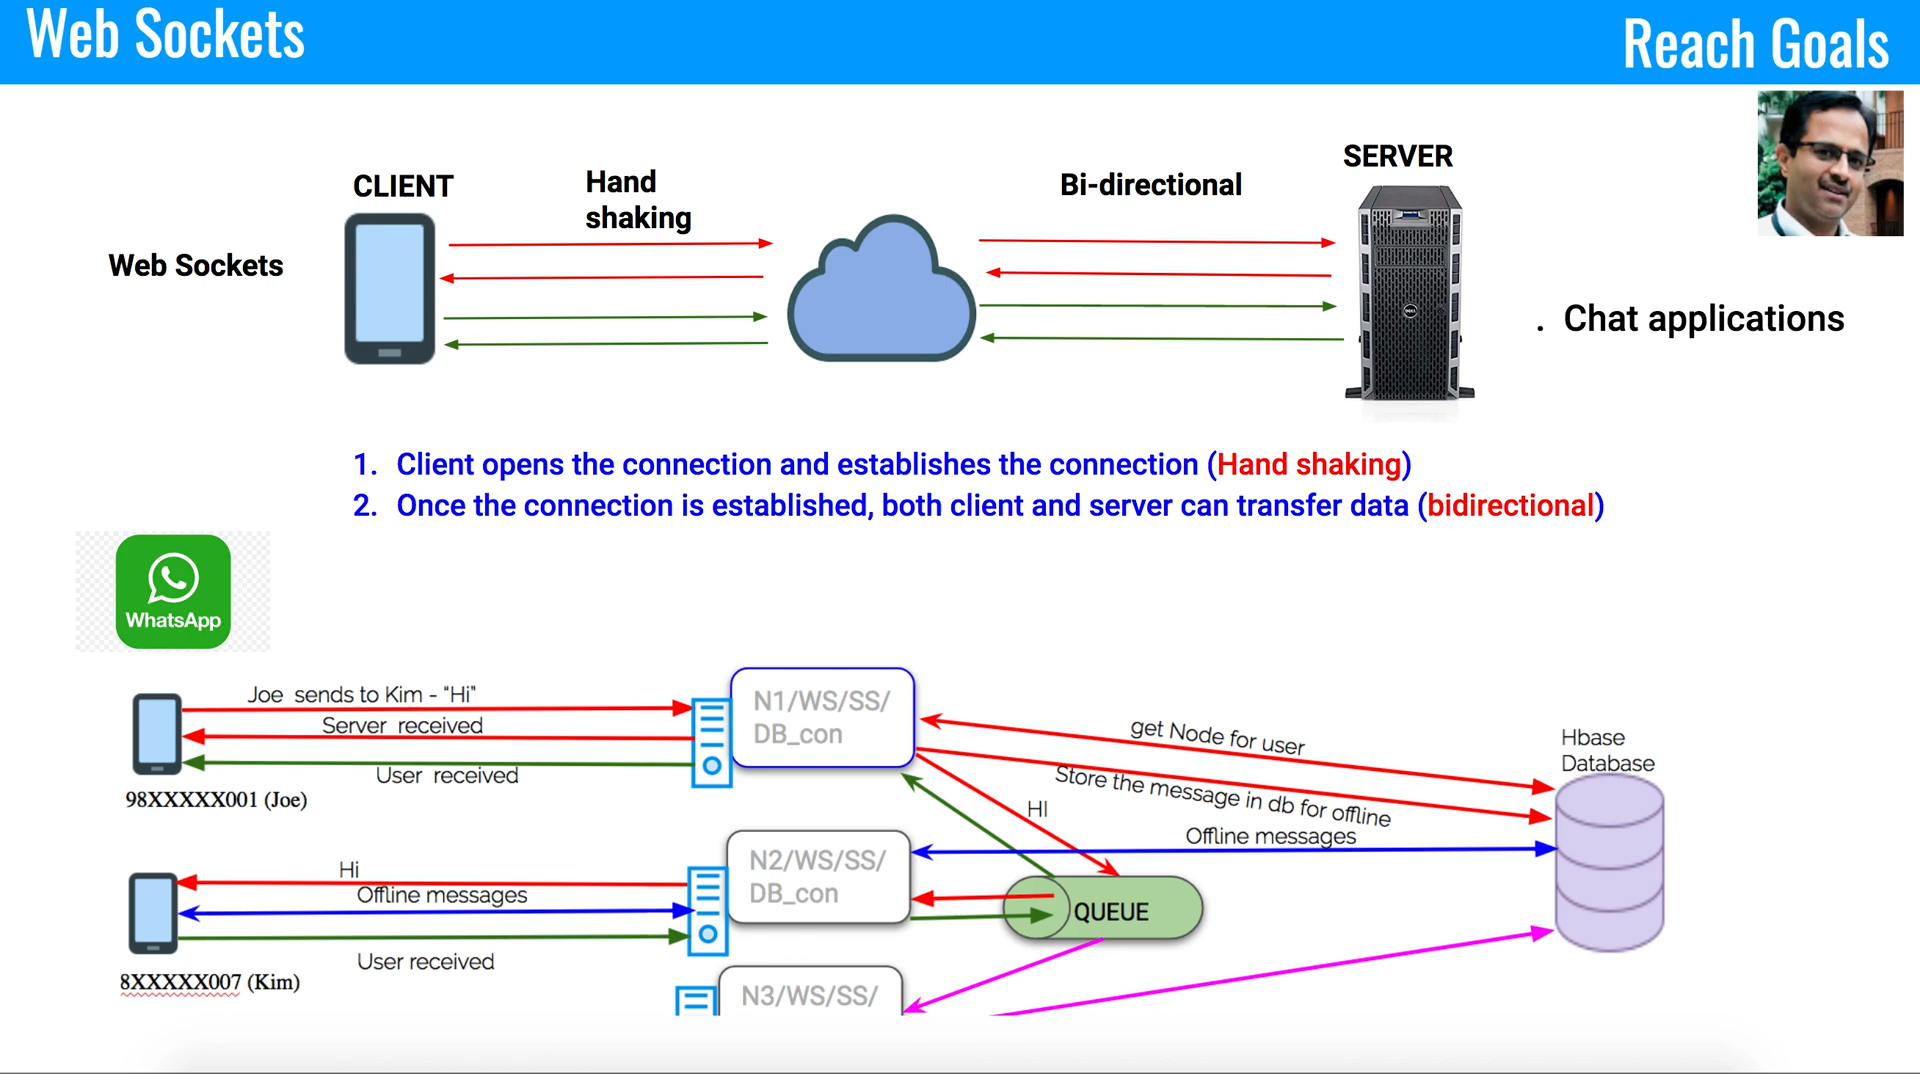 Web Sockets
Reach Goals
SERVER
CLIENT
Hand
shaking
Bi-directional
Web Sockets
. Chat applications
1. Client opens the connection and establishes the connection (Hand shaking)
2. Once the connection is established, both client and server can transfer data (bidirectional)
WhatsApp
Joe sends to Kim - "Hi"
Server received
User received
98XXXXX001 (Joe)
N1/WS/SS/
DB_con
get Node for user
Store the message in db for offline
HI
Offline messages
Hbase
Database
Hi
Offline messages
User received
8XXXXX007 (Kim)
N2/WS/SS/
DB_con
QUEUE
N3/WS/SS/